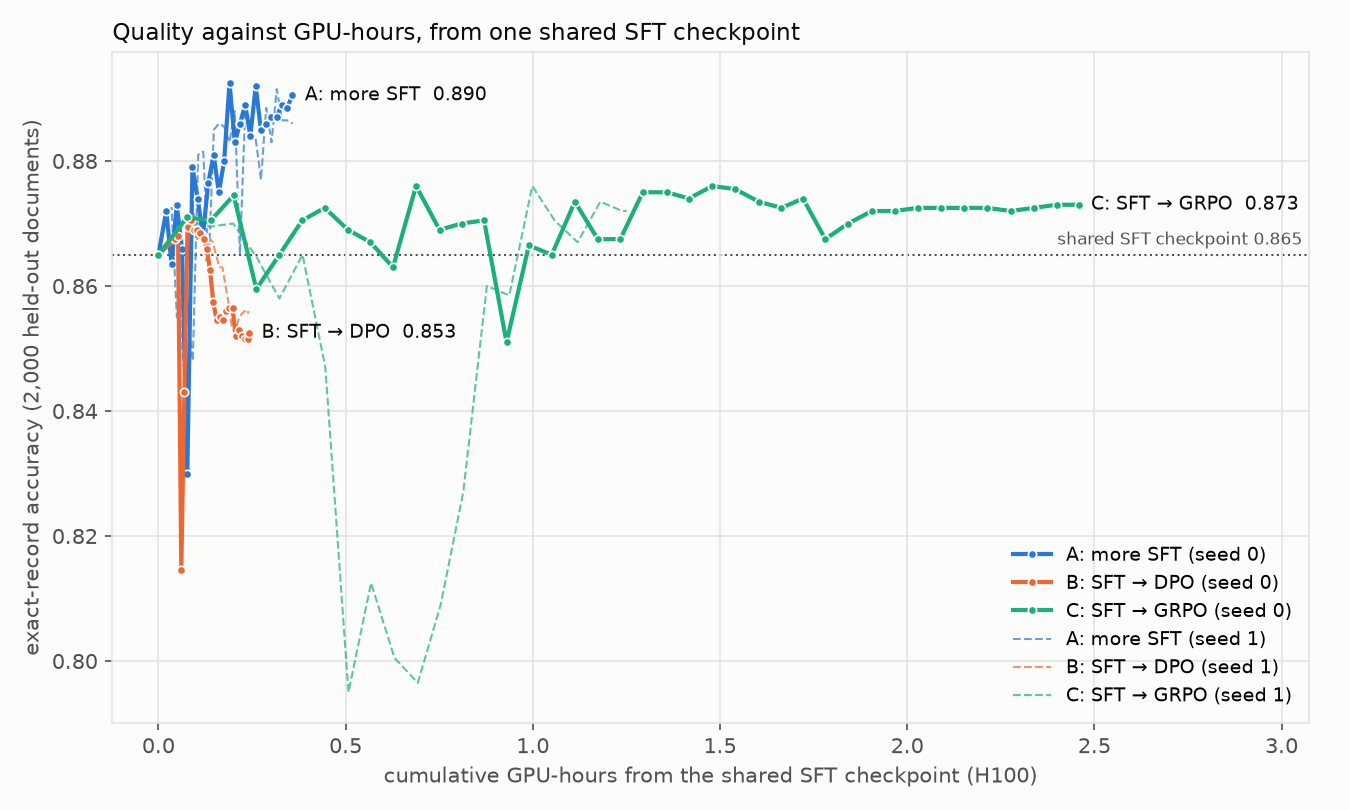 Quality against GPU-hours, from one shared SFT checkpoint
A: more SFT  0.890
C: SFT → GRPO  0.873
shared SFT checkpoint 0.865
B: SFT → DPO  0.853
exact-record accuracy (2,000 held-out documents)
0.88
0.86
0.84
0.82
0.80
A: more SFT (seed 0)
B: SFT → DPO (seed 0)
C: SFT → GRPO (seed 0)
A: more SFT (seed 1)
B: SFT → DPO (seed 1)
C: SFT → GRPO (seed 1)
0.0 0.5 1.0 1.5 2.0 2.5 3.0
cumulative GPU-hours from the shared SFT checkpoint (H100)